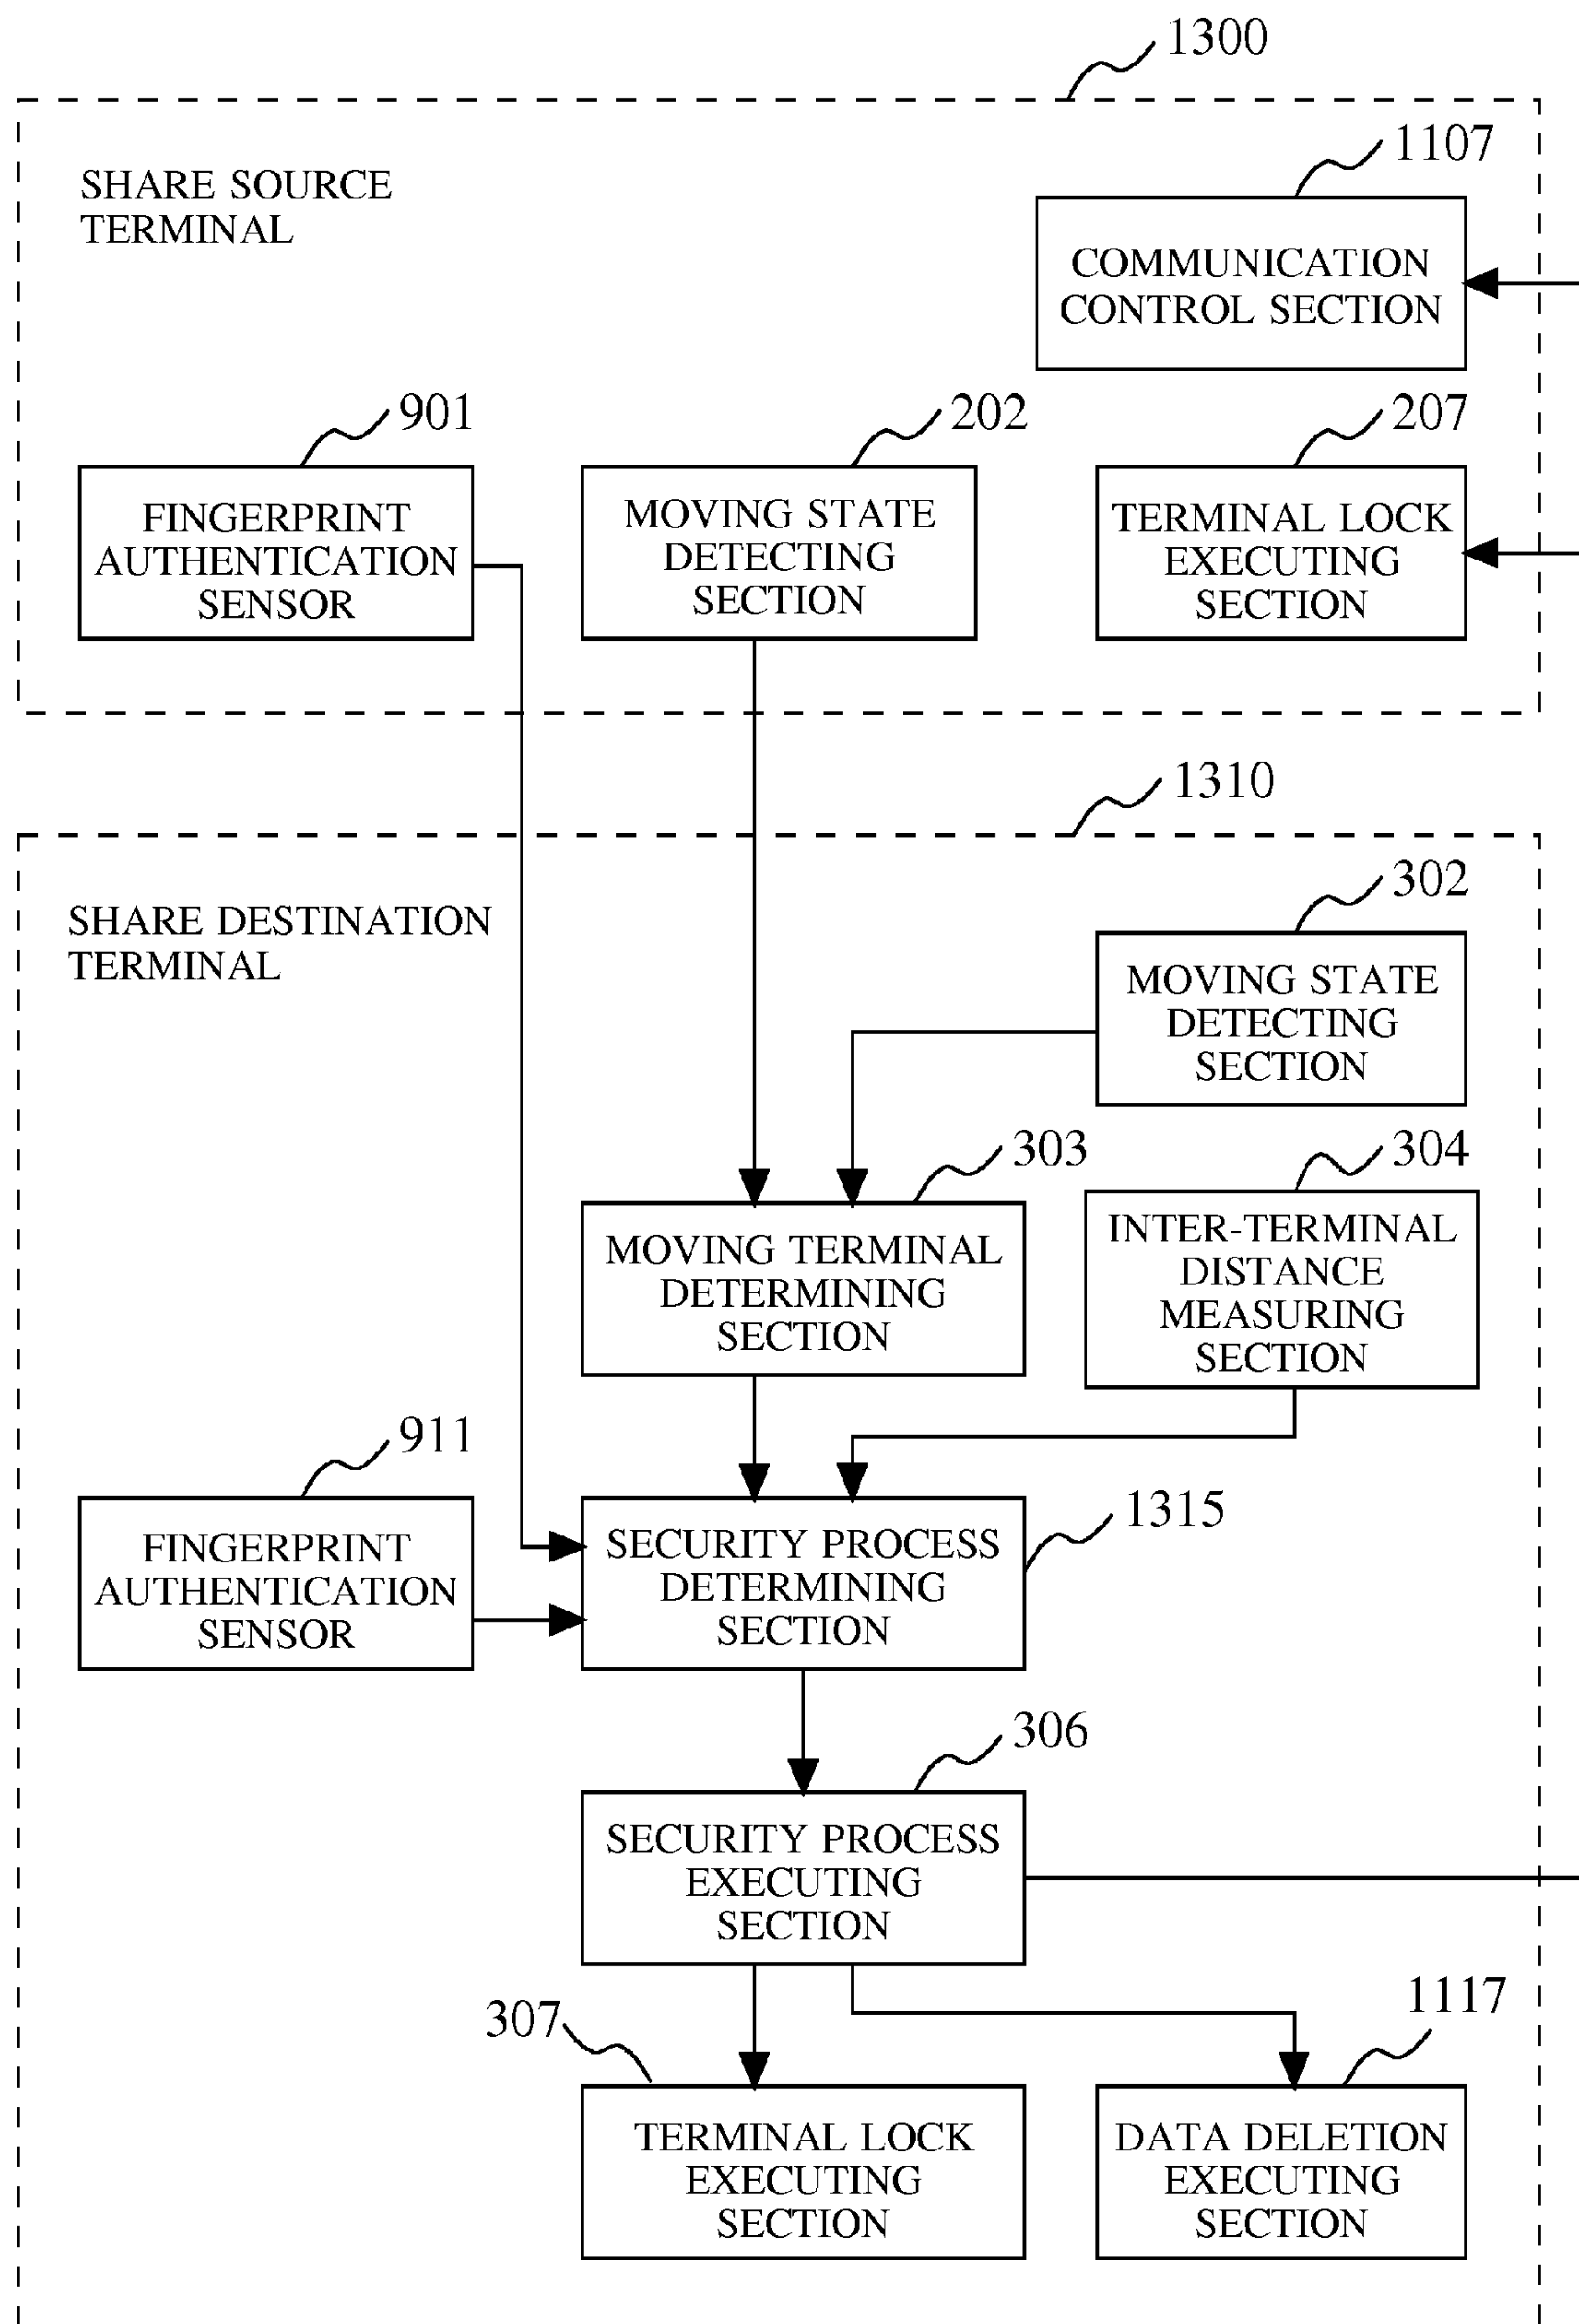 1300
SHARE SOURCE
TERMINAL
1107
COMMUNICATION
CONTROL SECTION
901
FINGERPRINT
AUTHENTICATION
SENSOR
202
MOVING STATE
DETECTING
SECTION
207
TERMINAL LOCK
EXECUTING
SECTION
1310
SHARE DESTINATION
TERMINAL
302
MOVING STATE
DETECTING
SECTION
303
MOVING TERMINAL
DETERMINING
SECTION
304
INTER-TERMINAL
DISTANCE
MEASURING
SECTION
911
FINGERPRINT
AUTHENTICATION
SENSOR
1315
SECURITY PROCESS
DETERMINING
SECTION
306
SECURITY PROCESS
EXECUTING
SECTION
307
TERMINAL LOCK
EXECUTING
SECTION
1117
DATA DELETION
EXECUTING
SECTION